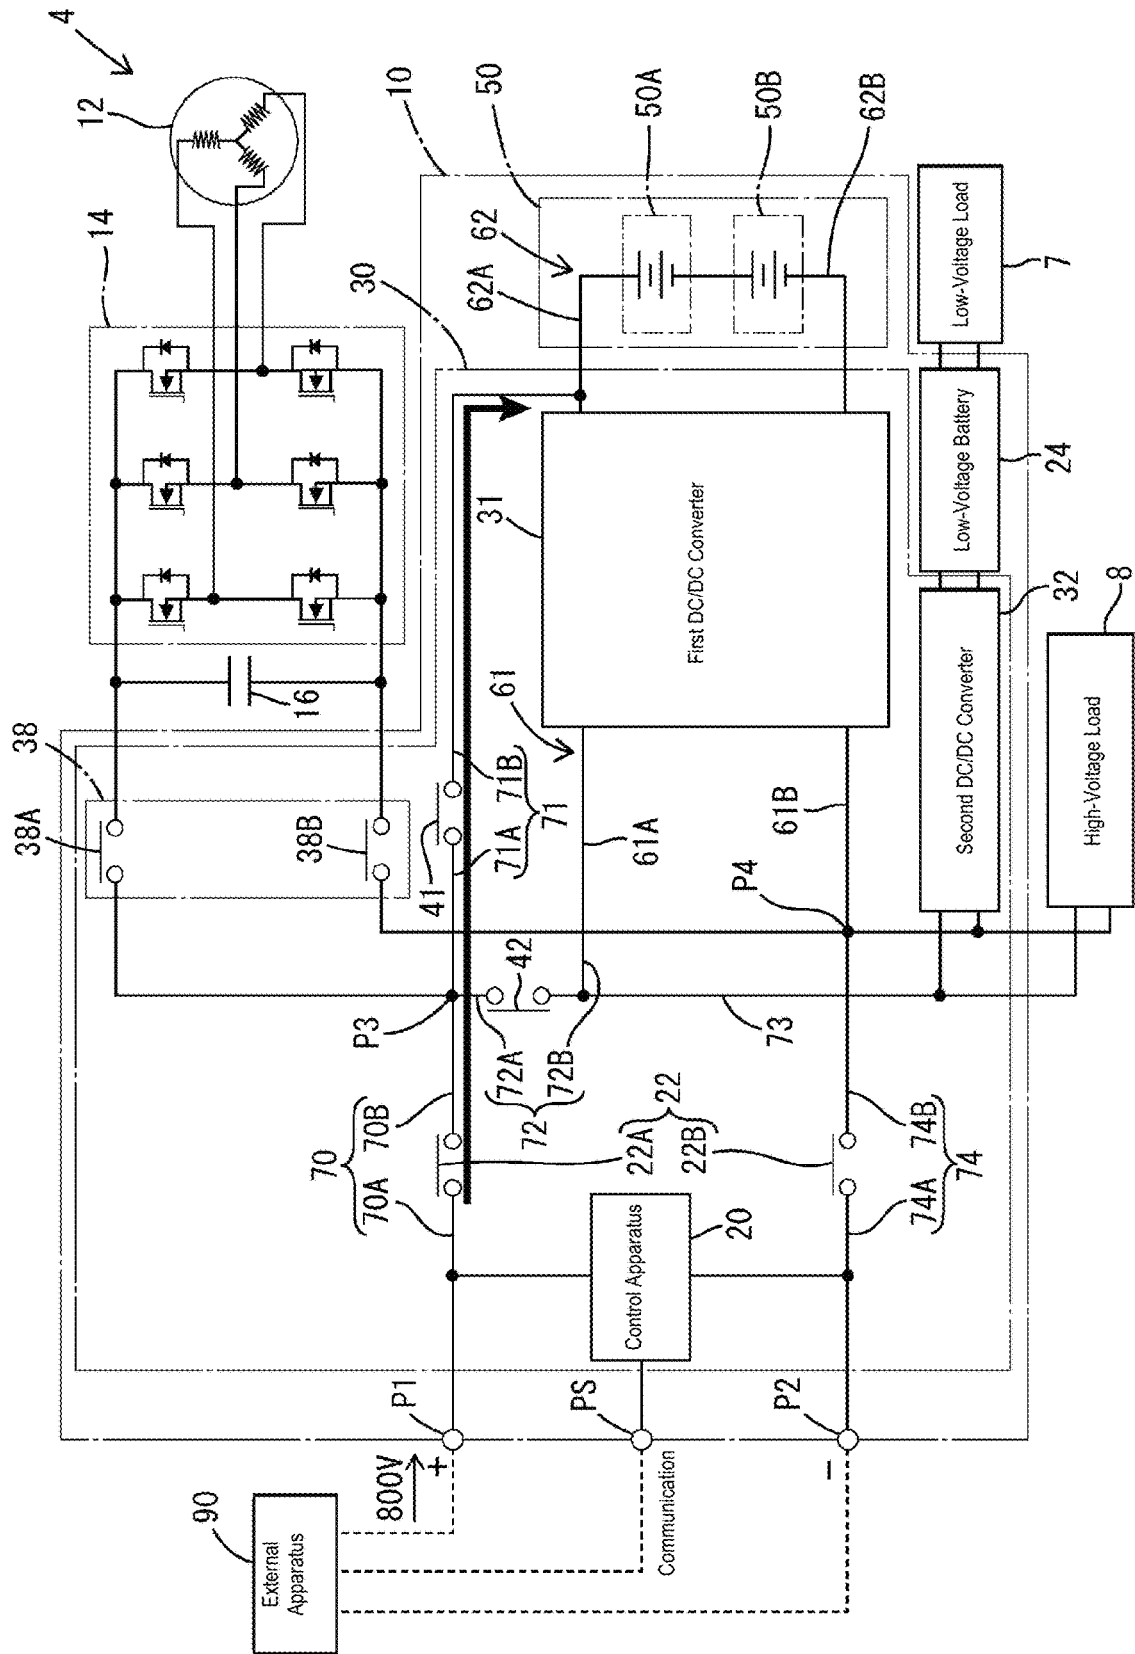 4
12
14
10
50
50A
50B
62B
62
62A
30
Low-Voltage Load
7
Low-Voltage Battery
24
31
First DC/DC Converter
32
Second DC/DC Converter
8
High-Voltage Load
16
61
38
38A
38B
41
71A
71B
71
61A
61B
P4
42
P3
72A
72B
72
73
70
70A
70B
22
22A
22B
74A
74B
74
Control Apparatus
20
P1
PS
P2
800V
+
-
Communication
90
External
Apparatus